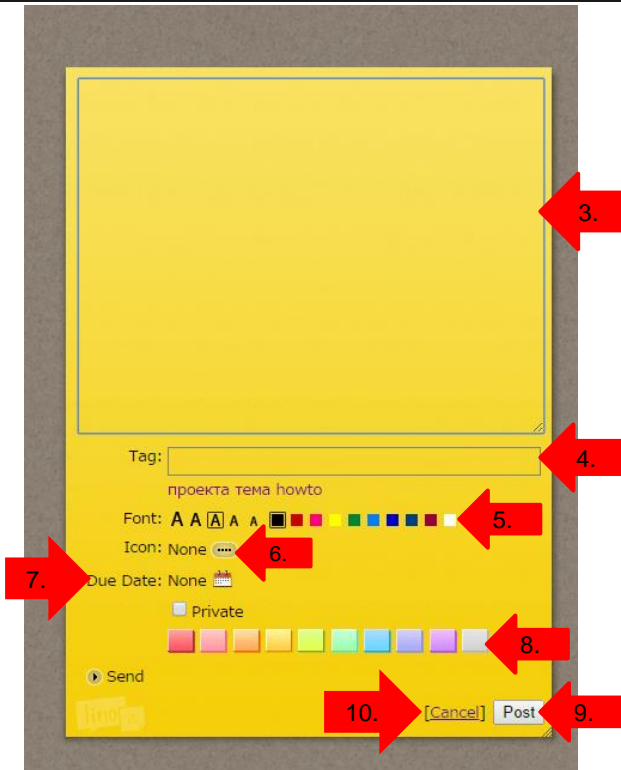 3.
Tag:
4.
проекта тема howto
Font: A A A A A
5.
Icon: None
6.
7.
Due Date: None
Private
8.
Send
lino
10.
[Cancel] Post
9.